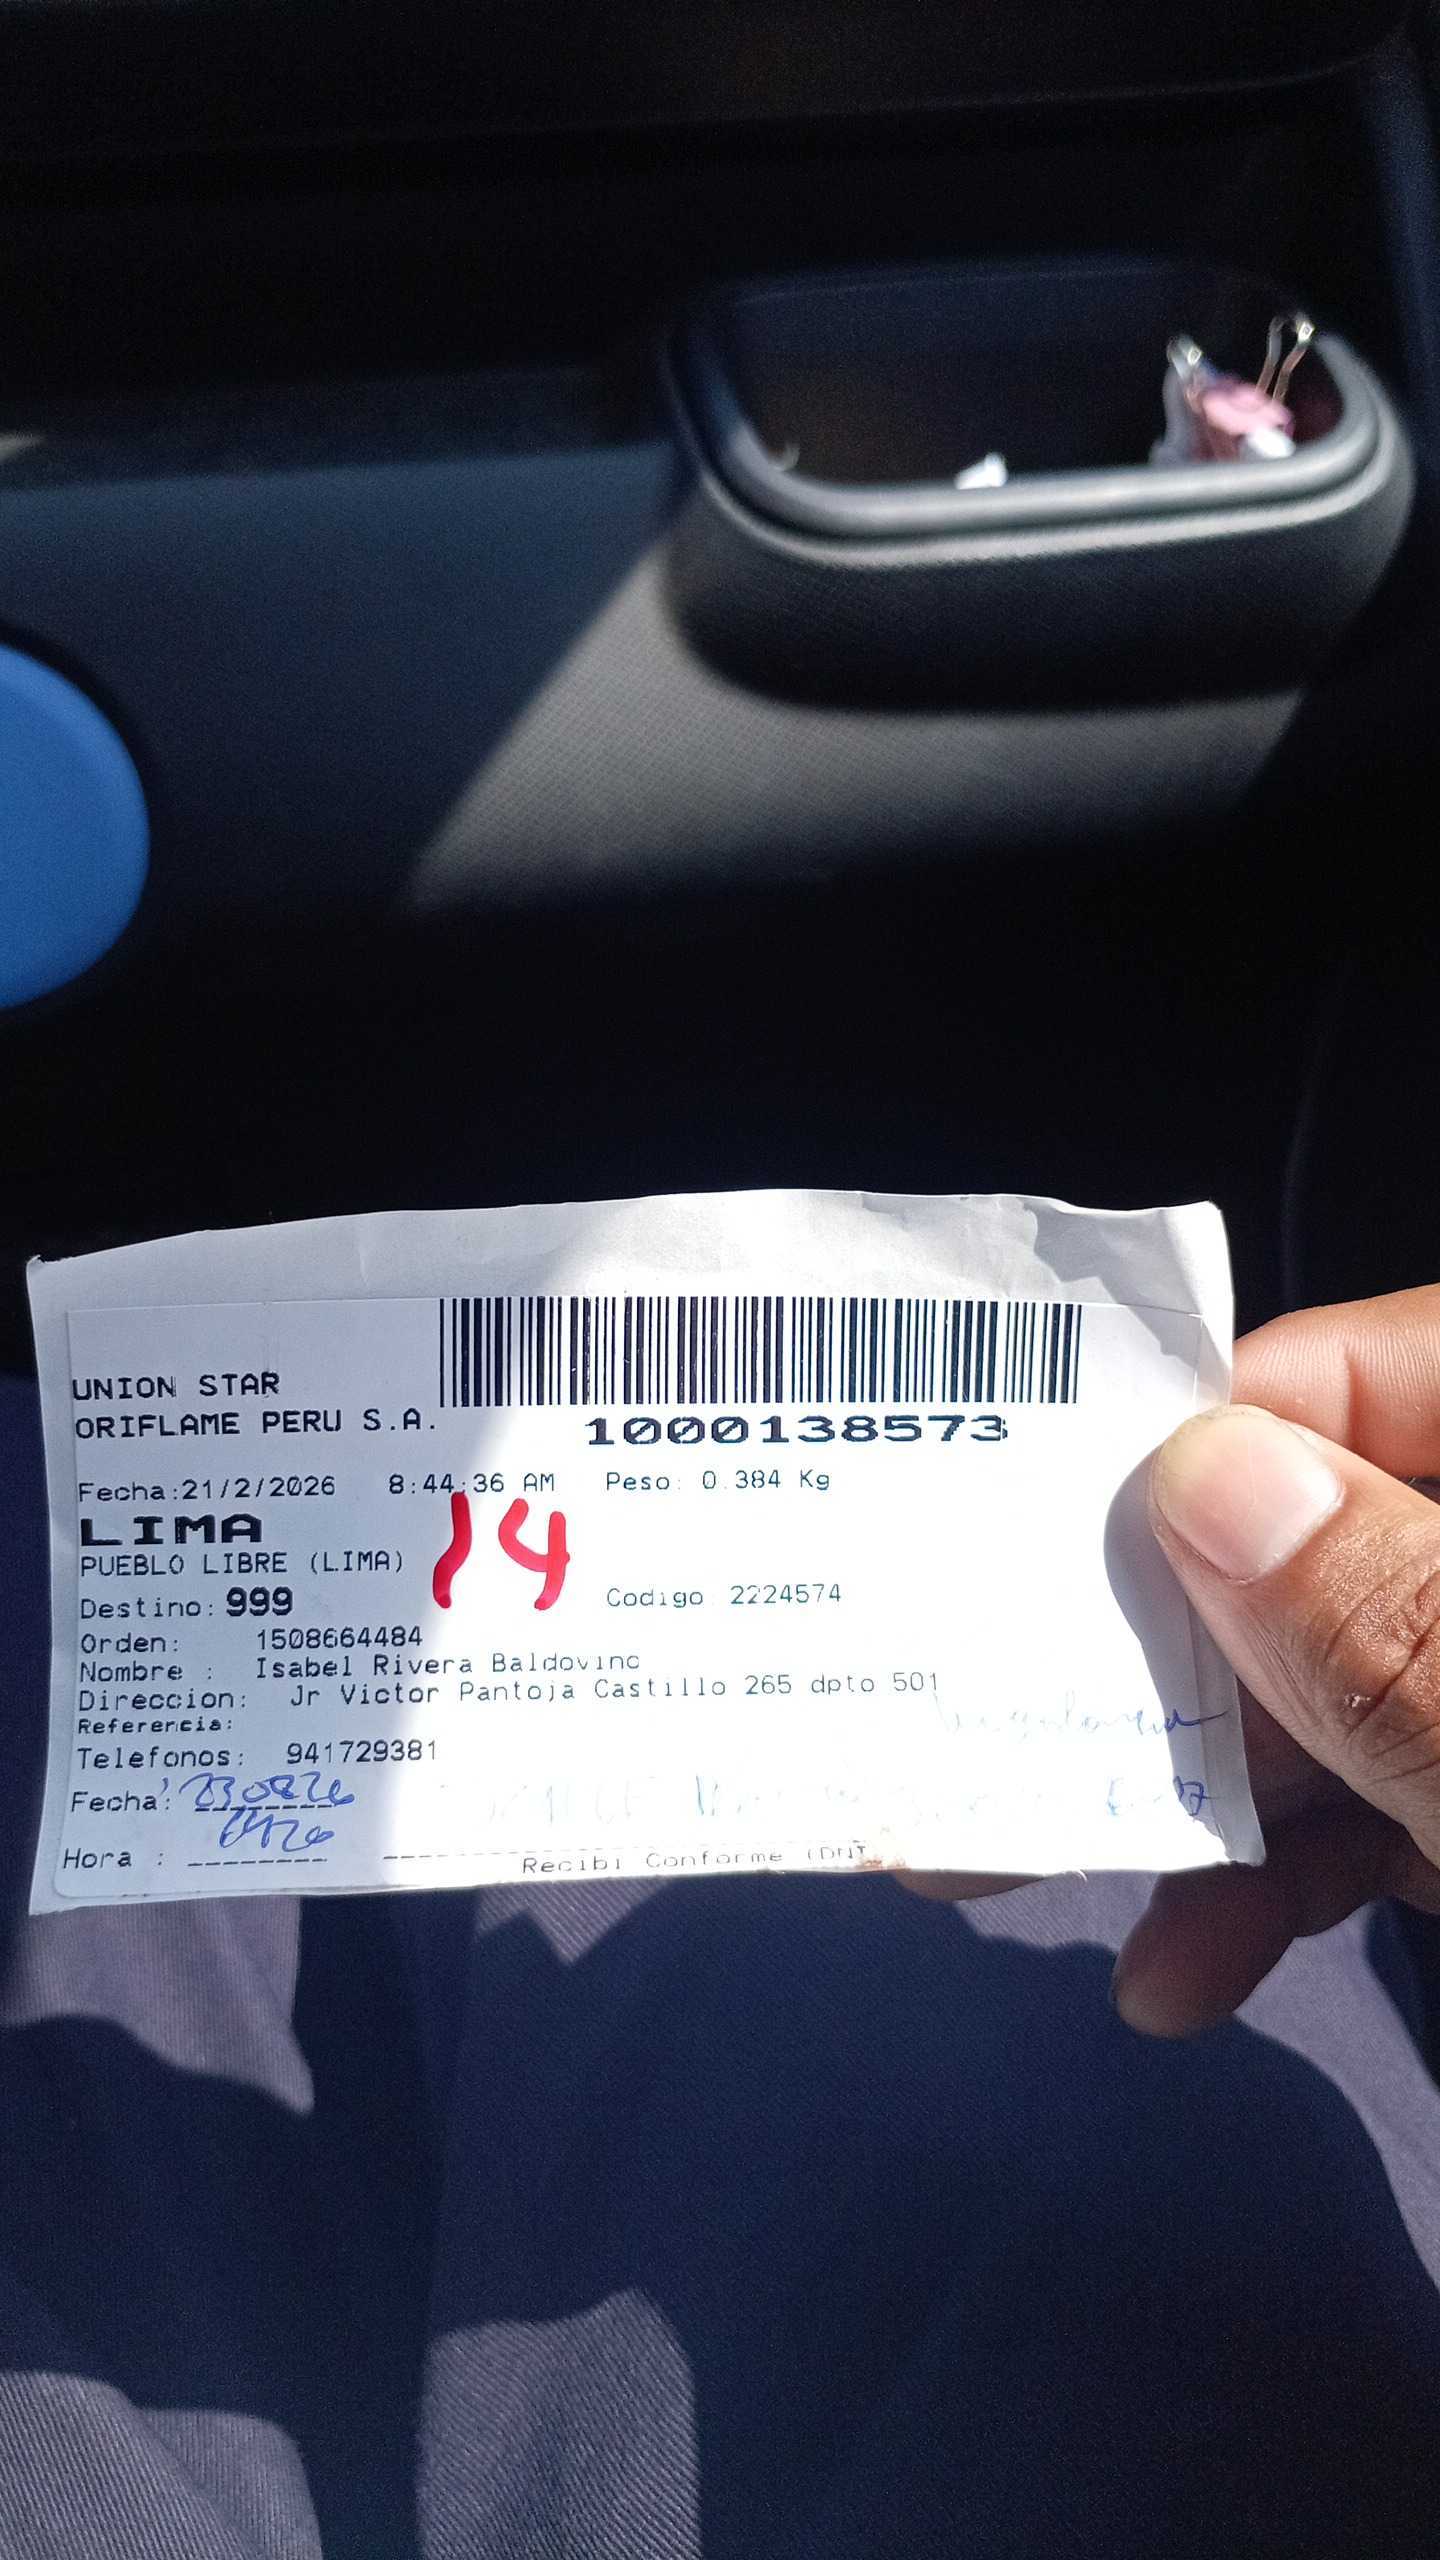 UNION STAR
ORIFLAME PERU S.A.
1000138573
Fecha:21/2/2026 8:44:36 AM Peso: 0.384 Kg
LIMA
14
PUEBLO LIBRE (LIMA)
Destino: 999 Codigo 2224574
Orden: 1508664484
Nombre : Isabel Rivera Baldovino
Direccion: Jr Victor Pantoja Castillo 265 dpto 501
Referencia:
Telefonos: 941729381
Fecha:
Hora :
Recibi Conforme (DNI